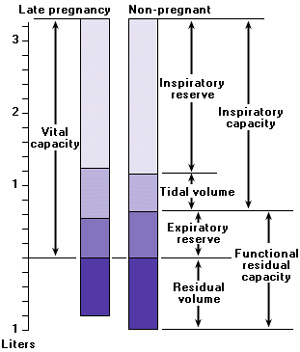 Late pregnancy
Non-pregnant
3
2
1
1
Liters
Vital
capacity
Inspiratory
reserve
Inspiratory
capacity
Tidal volume
Expiratory
reserve
Functional
residual
capacity
Residual
volume